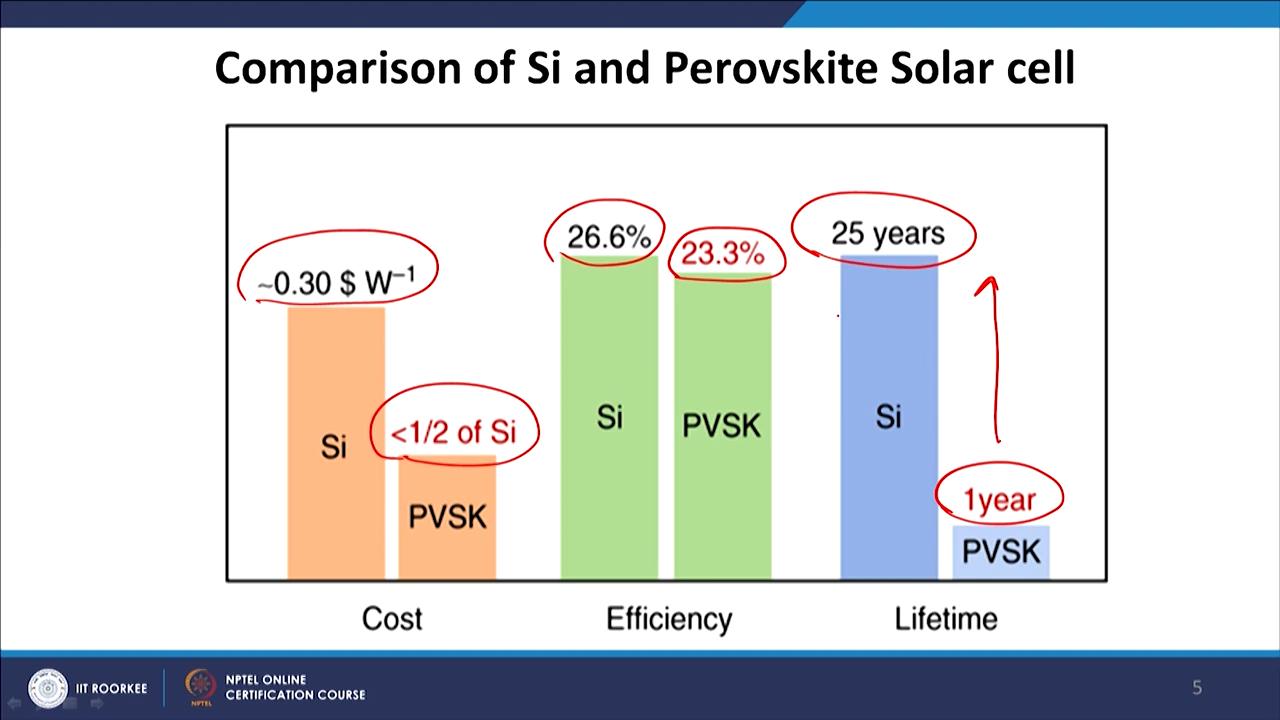 Comparison of Si and Perovskite Solar cell
~0.30 $ W⁻¹
Si
<1/2 of Si
PVSK
26.6%
Si
23.3%
PVSK
25 years
Si
1year
PVSK
Cost
Efficiency
Lifetime
IIT ROORKEE
NPTEL
NPTEL ONLINE
CERTIFICATION COURSE
5